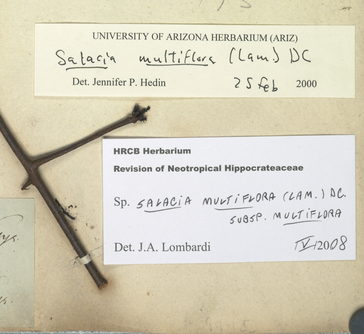 UNIVERSITY OF ARIZONA HERBARIUM (ARIZ)
Salacia multiflora (Lam.) DC
Det. Jennifer P. Hedin 25 Feb 2000
HRCB Herbarium
Revision of Neotropical Hippocrateaceae
Sp. SALACIA MULTIFLORA (LAM.) DC.
SUBSP. MULTIFLORA
Det. J.A. Lombardi IV/2008